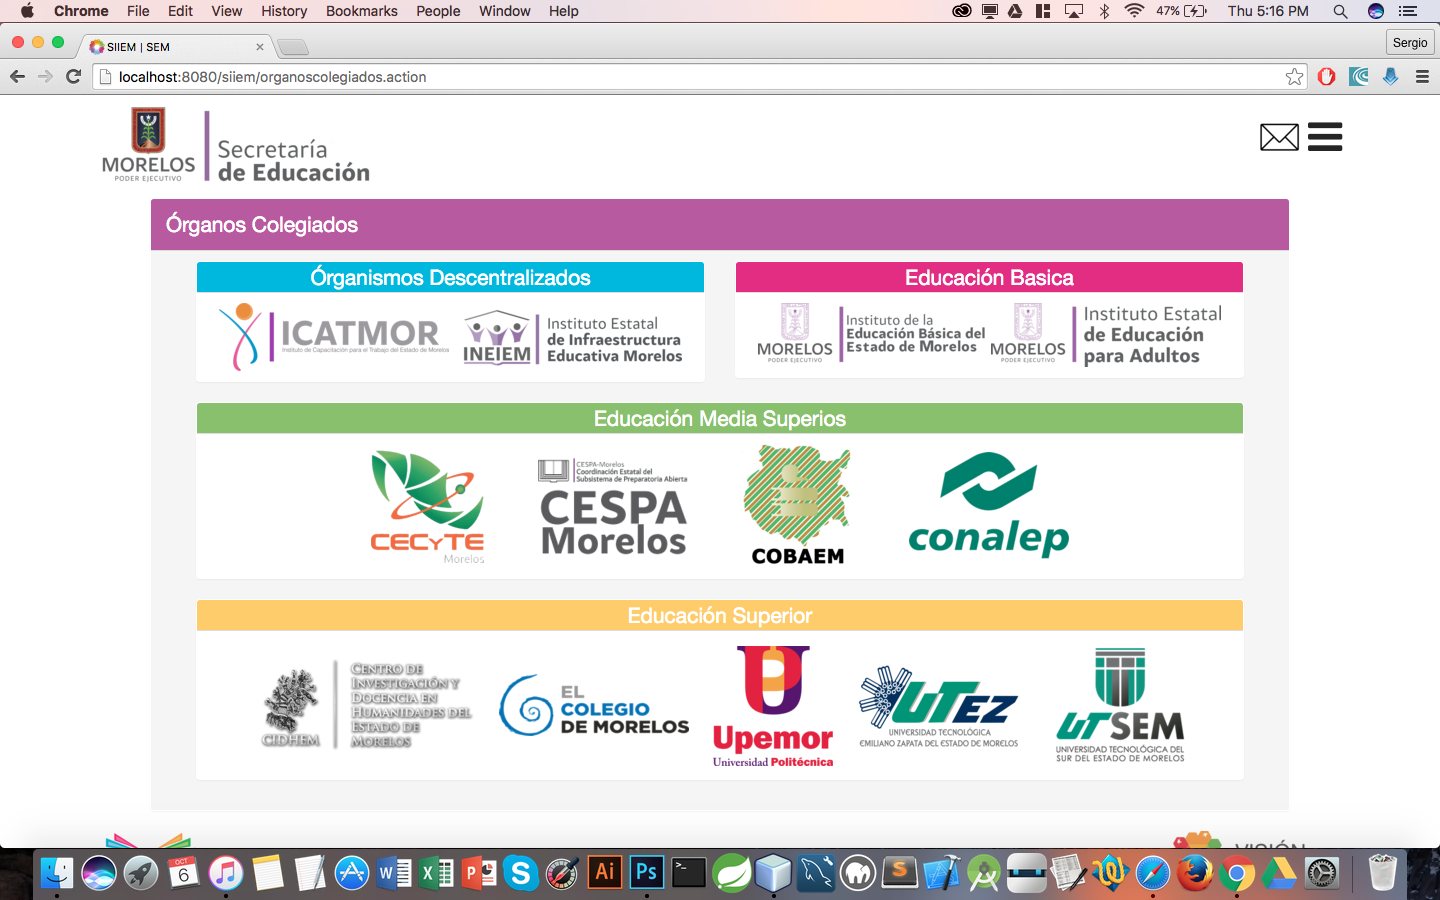 Chrome File Edit View History Bookmarks People Window Help 47% Thu 5:16 PM
SIIEM | SEM
Sergio
localhost:8080/siiem/organoscolegiados.action
MORELOS
PODER EJECUTIVO
Secretaría
de Educación
Órganos Colegiados
Órganismos Descentralizados
ICATMOR
Instituto de Capacitación para el Trabajo del Estado de Morelos
INEIEM
Instituto Estatal
de Infraestructura
Educativa Morelos
Educación Basica
MORELOS
PODER EJECUTIVO
Instituto de la
Educación Básica del
Estado de Morelos
MORELOS
PODER EJECUTIVO
Instituto Estatal
de Educación
para Adultos
Educación Media Superios
CECyTE
Morelos
CESPA-Morelos
Coordinación Estatal del
Subsistema de Preparatoria Abierta
CESPA
Morelos
COBAEM
conalep
Educación Superior
CIDHEM
Centro de
Investigación y
Docencia en
Humanidades del
Estado de
Morelos
EL
COLEGIO
DE MORELOS
Upemor
Universidad Politécnica
UTEZ
UNIVERSIDAD TECNOLÓGICA
EMILIANO ZAPATA DEL ESTADO DE MORELOS
UTSEM
UNIVERSIDAD TECNOLÓGICA DEL
SUR DEL ESTADO DE MORELOS
VISIÓN
OCT
6
W
X
P
S
Ai
Ps
>_
S